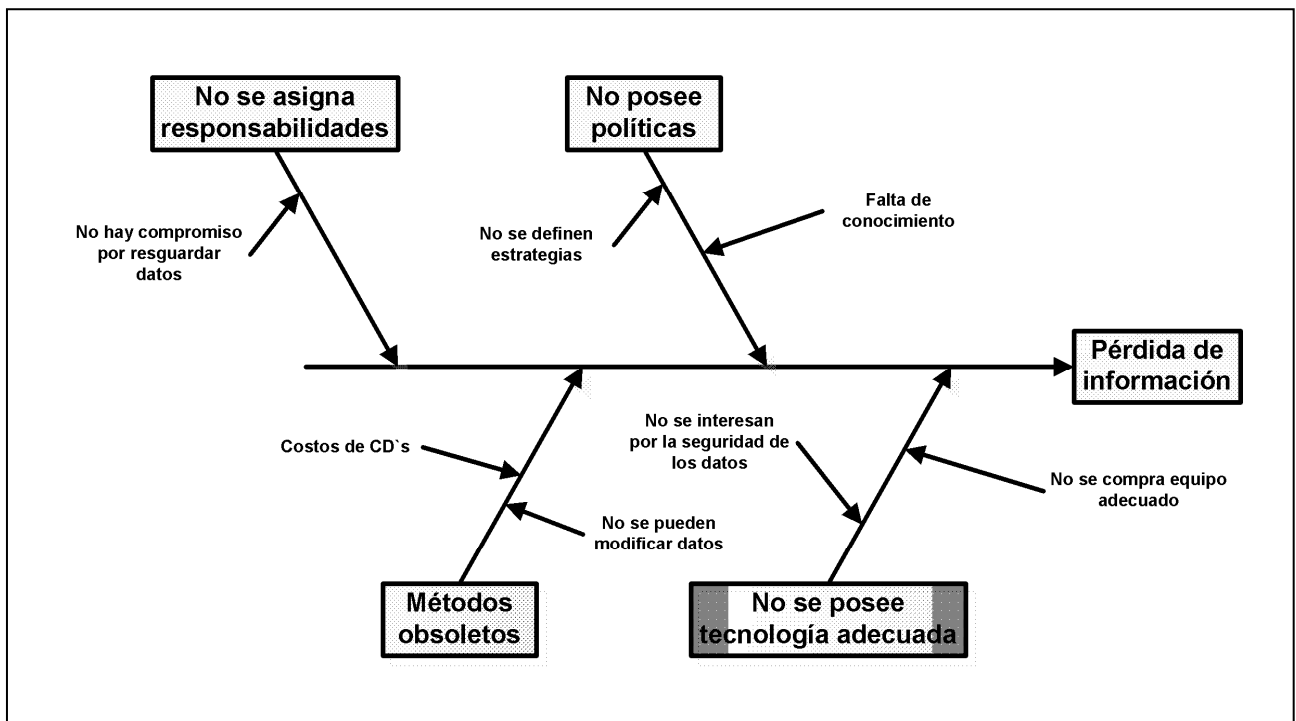 No se asigna
responsabilidades
No posee
políticas
No hay compromiso
por resguardar
datos
No se definen
estrategias
Falta de
conocimiento
Pérdida de
información
Costos de CD`s
No se pueden
modificar datos
No se interesan
por la seguridad de
los datos
No se compra equipo
adecuado
Métodos
obsoletos
No se posee
tecnología adecuada